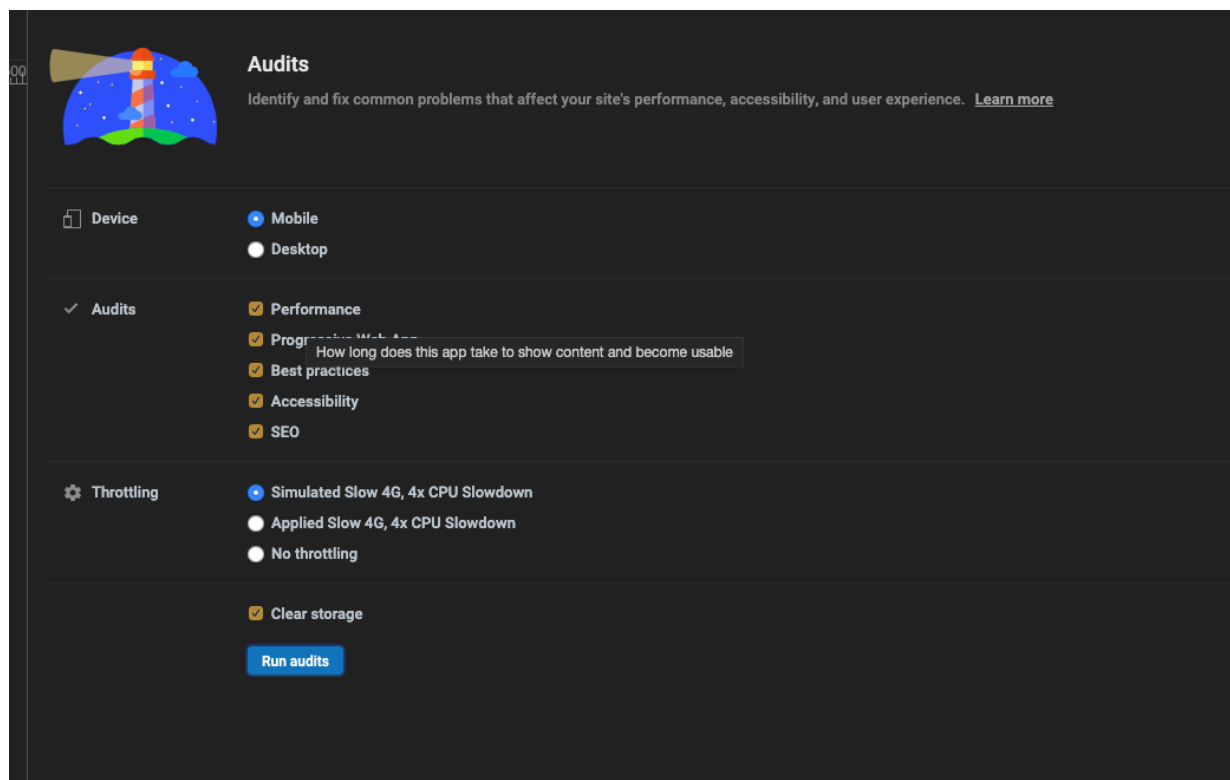 Audits
Identify and fix common problems that affect your site's performance, accessibility, and user experience. Learn more
Device
Mobile
Desktop
Audits
Performance
Progressive Web App
How long does this app take to show content and become usable
Best practices
Accessibility
SEO
Throttling
Simulated Slow 4G, 4x CPU Slowdown
Applied Slow 4G, 4x CPU Slowdown
No throttling
Clear storage
Run audits